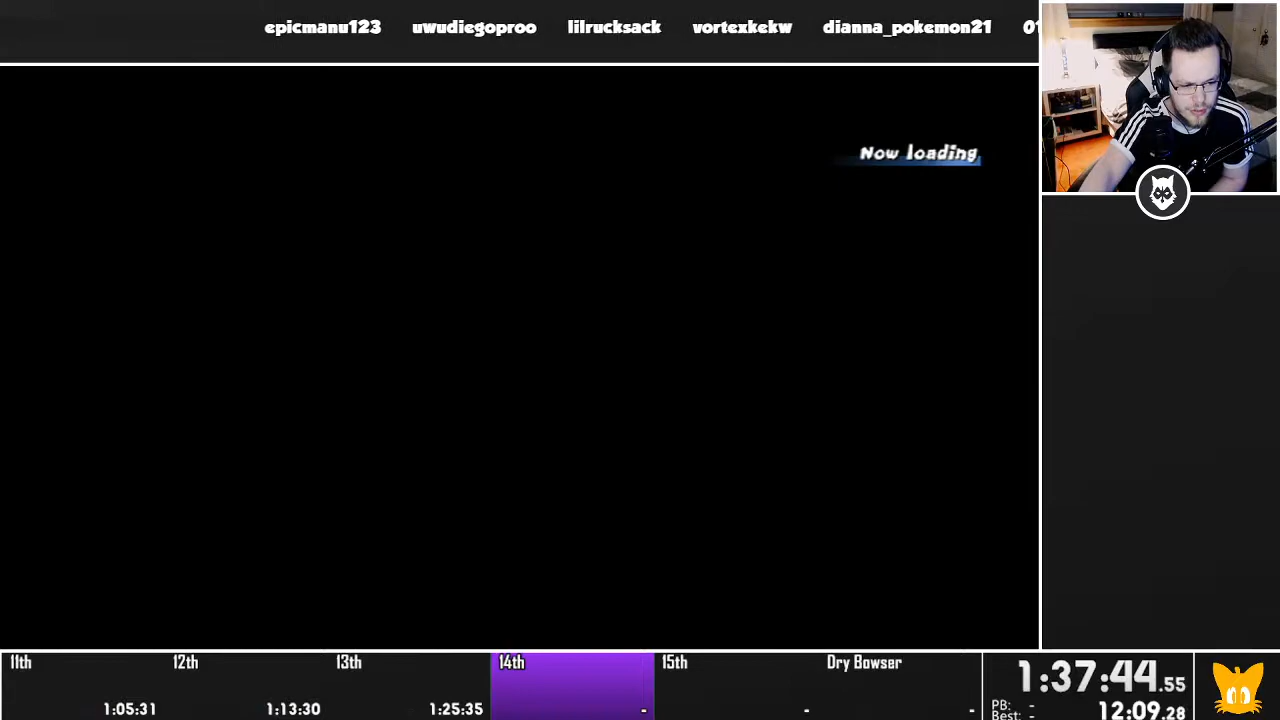 epicmanu123 uwudiegoproo lilrucksack vortexkekw dianna_pokemon21 01
Now loading
11th 12th 13th 14th 15th Dry Bowser
1:05:31 1:13:30 1:25:35 - - -
1:37:44.55
PB: -
Best: - 12:09.28